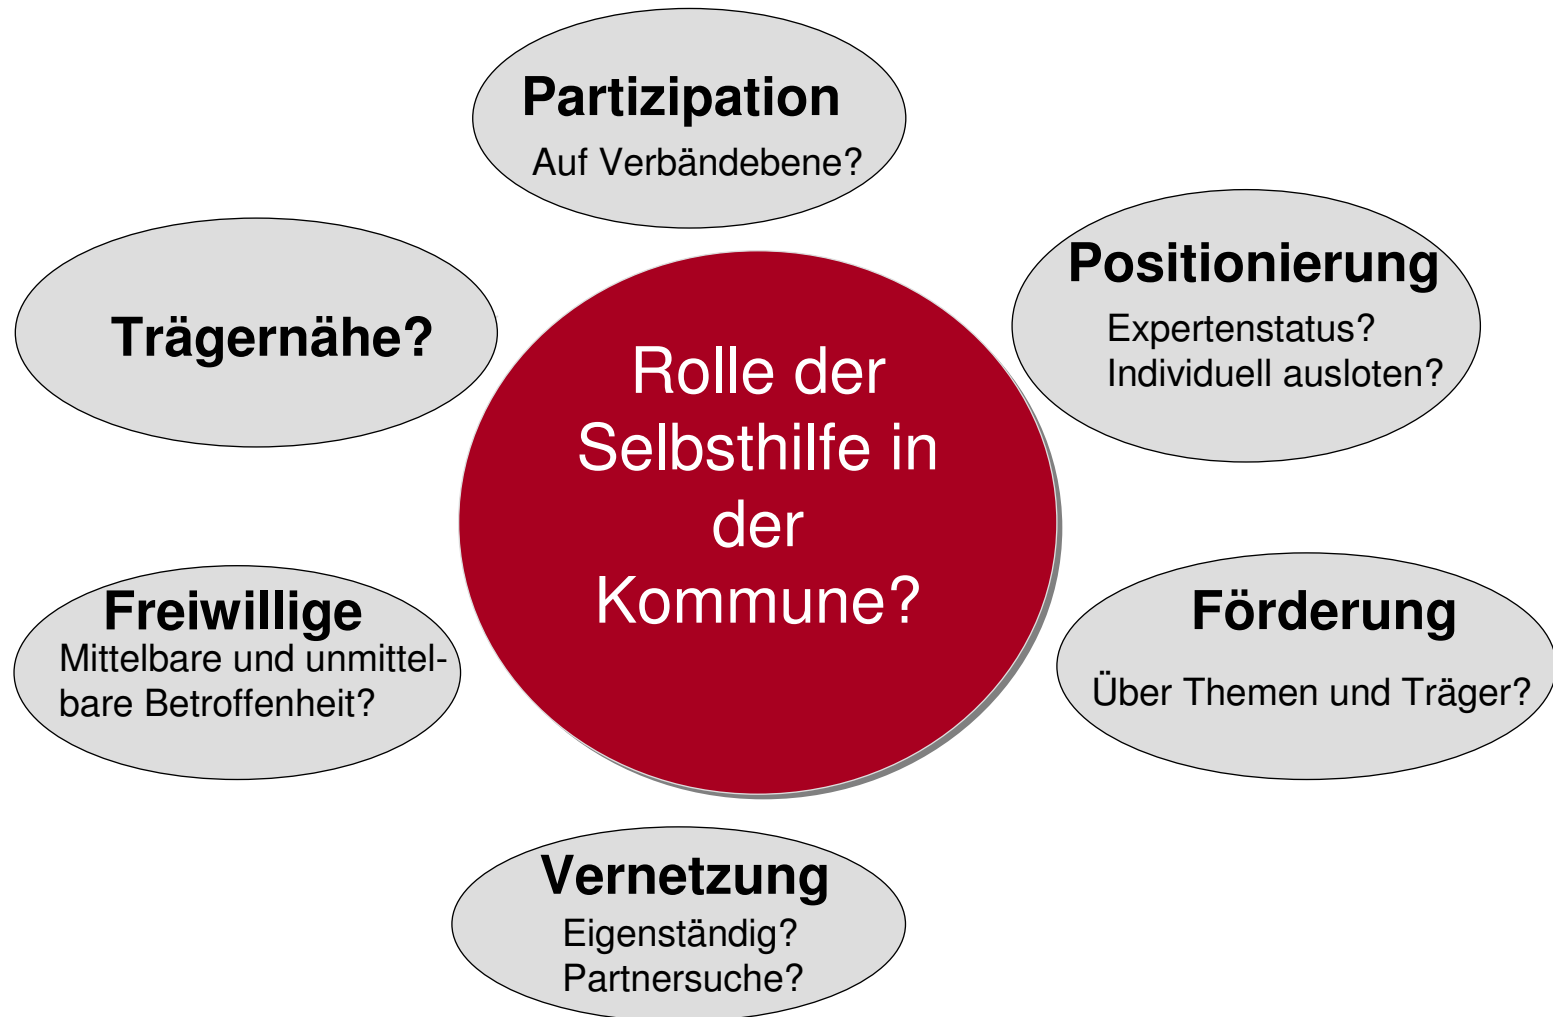 Partizipation
Auf Verbändebene?
Positionierung
Expertenstatus?
Individuell ausloten?
Trägernähe?
Rolle der
Selbsthilfe in
der
Kommune?
Freiwillige
Mittelbare und unmittel-
bare Betroffenheit?
Förderung
Über Themen und Träger?
Vernetzung
Eigenständig?
Partnersuche?